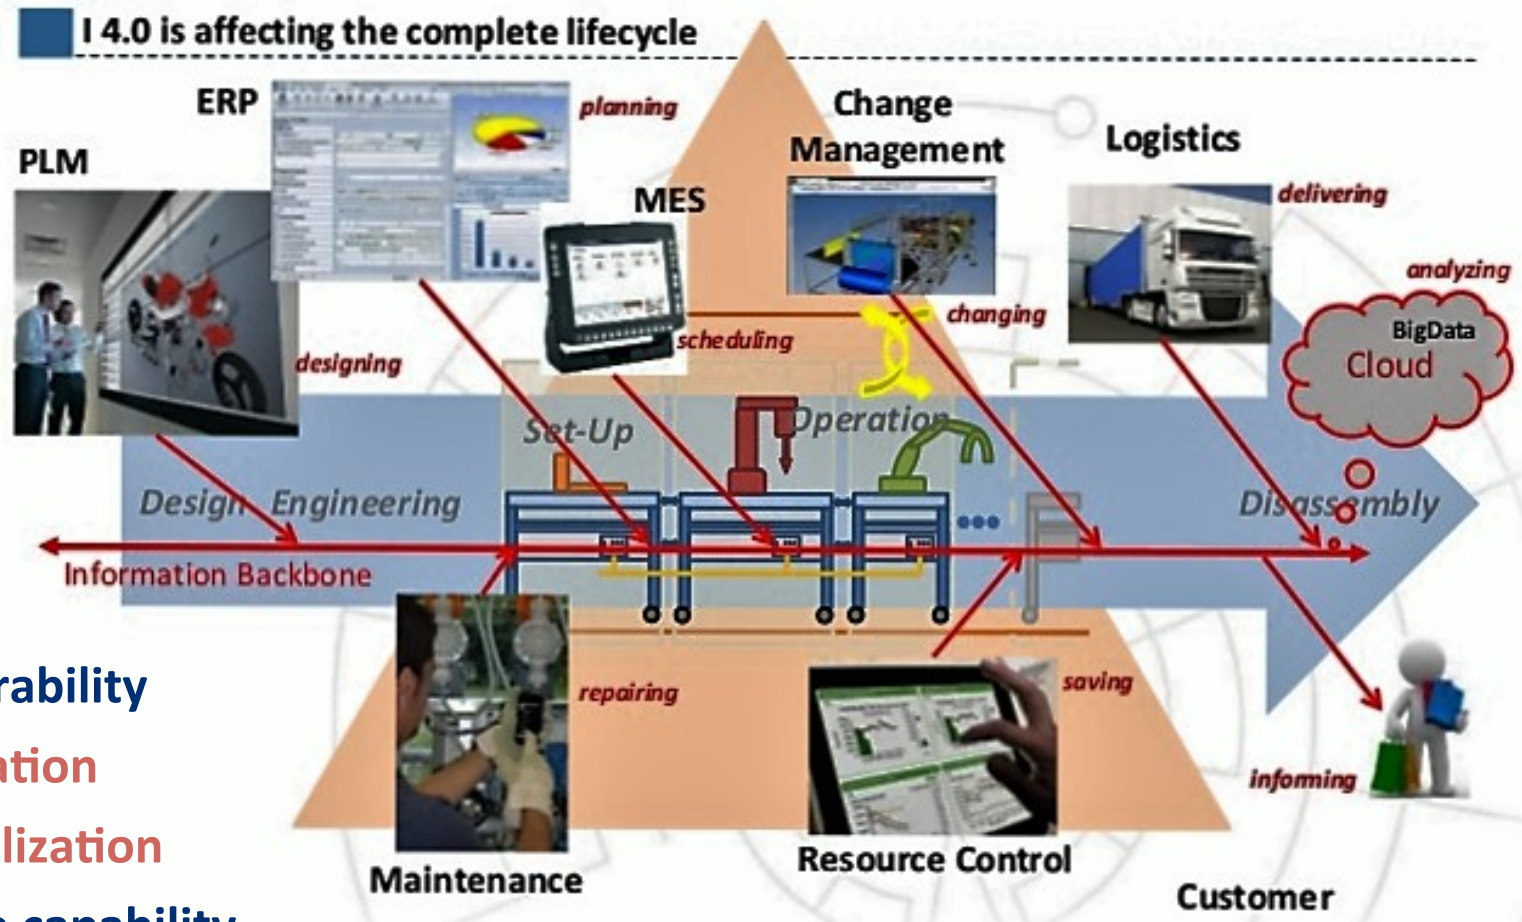 I 4.0 is affecting the complete lifecycle
ERP
planning
Change
Management
Logistics
PLM
MES
delivering
analyzing
BigData
Cloud
changing
scheduling
designing
Set-Up
Operation
Design
Engineering
Disassembly
Information Backbone
rability
ation
lization
capability
repairing
saving
informing
Maintenance
Resource Control
Customer